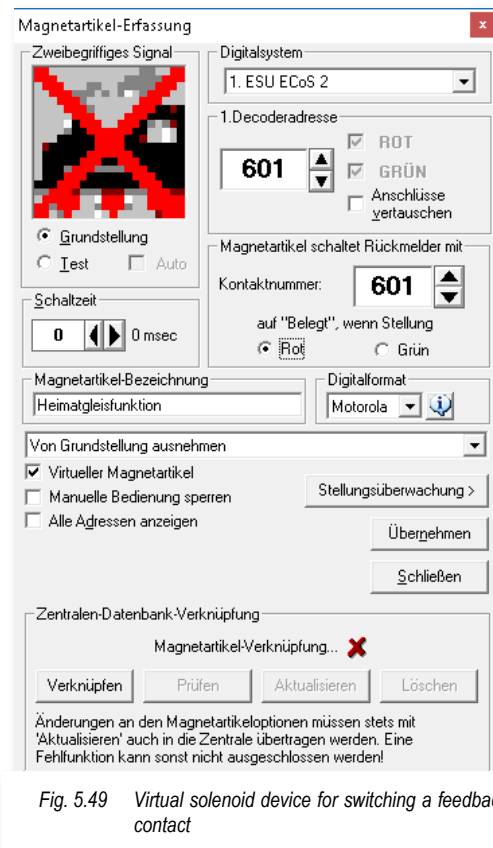 Magnetartikel-Erfassung
x
Zweibegriffiges Signal
Grundstellung
Test
Auto
Schaltzeit
0
0 msec
Digitalsystem
1. ESU ECoS 2
1.Decoderadresse
601
ROT
GRÜN
Anschlüsse
vertauschen
Magnetartikel schaltet Rückmelder mit
Kontaktnummer:
601
auf "Belegt", wenn Stellung
Rot
Grün
Magnetartikel-Bezeichnung
Heimatgleisfunktion
Digitalformat
Motorola
Von Grundstellung ausnehmen
Virtueller Magnetartikel
Manuelle Bedienung sperren
Alle Adressen anzeigen
Stellungsüberwachung >
Übernehmen
Schließen
Zentralen-Datenbank-Verknüpfung
Magnetartikel-Verknüpfung...
Verknüpfen
Prüfen
Aktualisieren
Löschen
Änderungen an den Magnetartikeloptionen müssen stets mit
'Aktualisieren' auch in die Zentrale übertragen werden. Eine
Fehlfunktion kann sonst nicht ausgeschlossen werden!
Fig. 5.49 Virtual solenoid device for switching a feedbac
contact